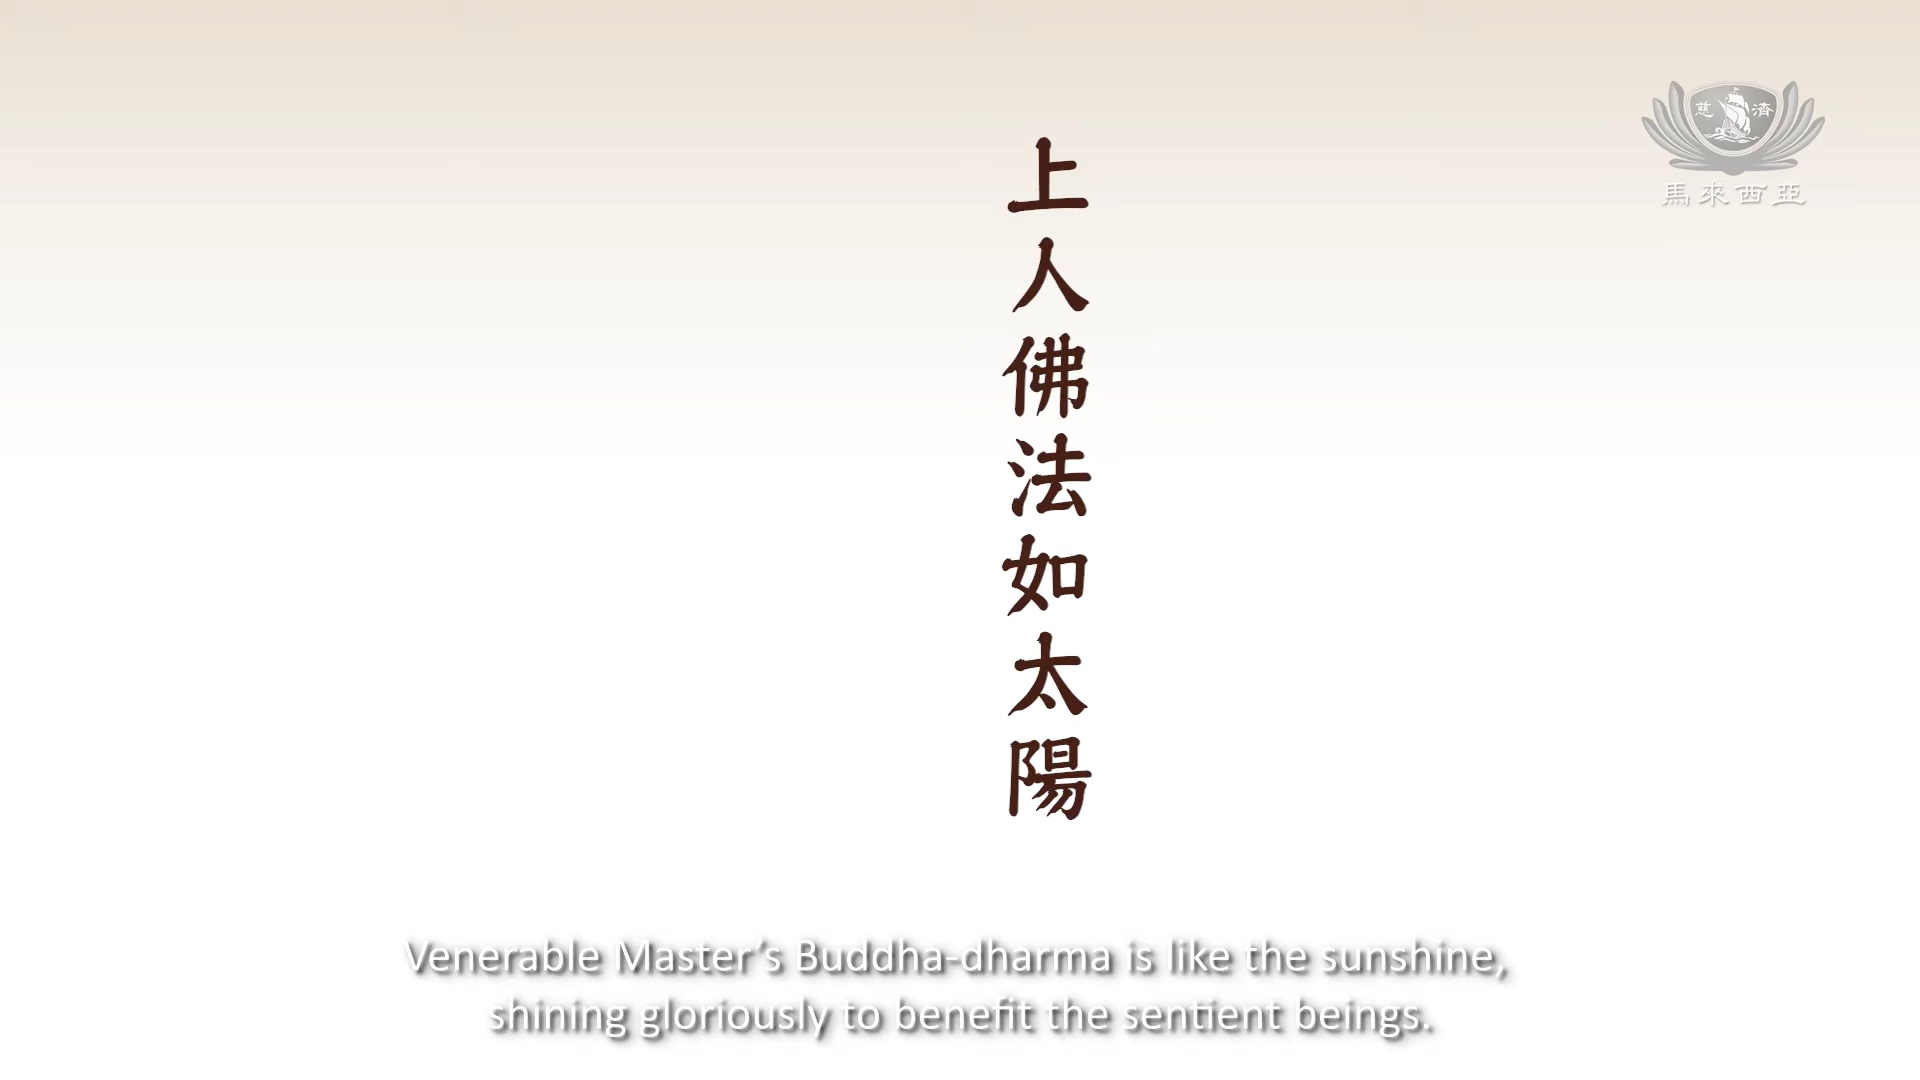 慈濟
馬來西亞
上人佛法如太陽
Venerable Master’s Buddha-dharma is like the sunshine,
shining gloriously to benefit the sentient beings.